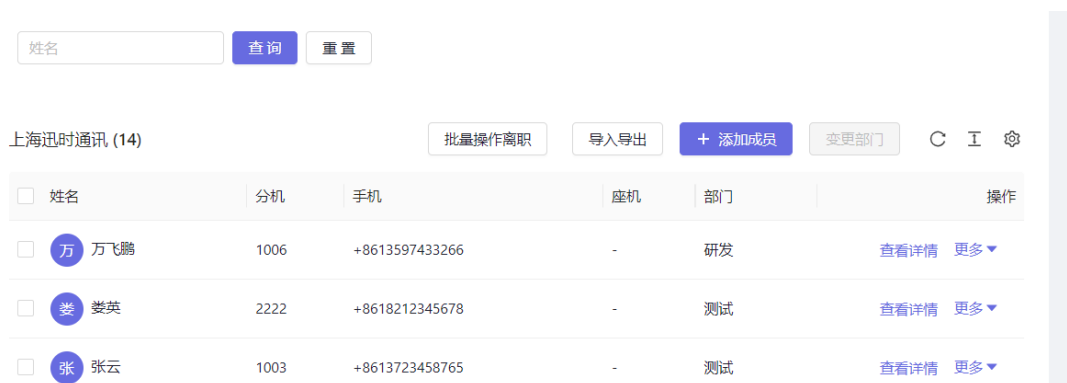 姓名 查询 重置
上海迅时通讯 (14) 批量操作离职 导入导出 + 添加成员 变更部门
姓名 分机 手机 座机 部门 操作
万 万飞鹏 1006 +8613597433266 - 研发 查看详情 更多
娄 娄英 2222 +8618212345678 - 测试 查看详情 更多
张 张云 1003 +8613723458765 - 测试 查看详情 更多